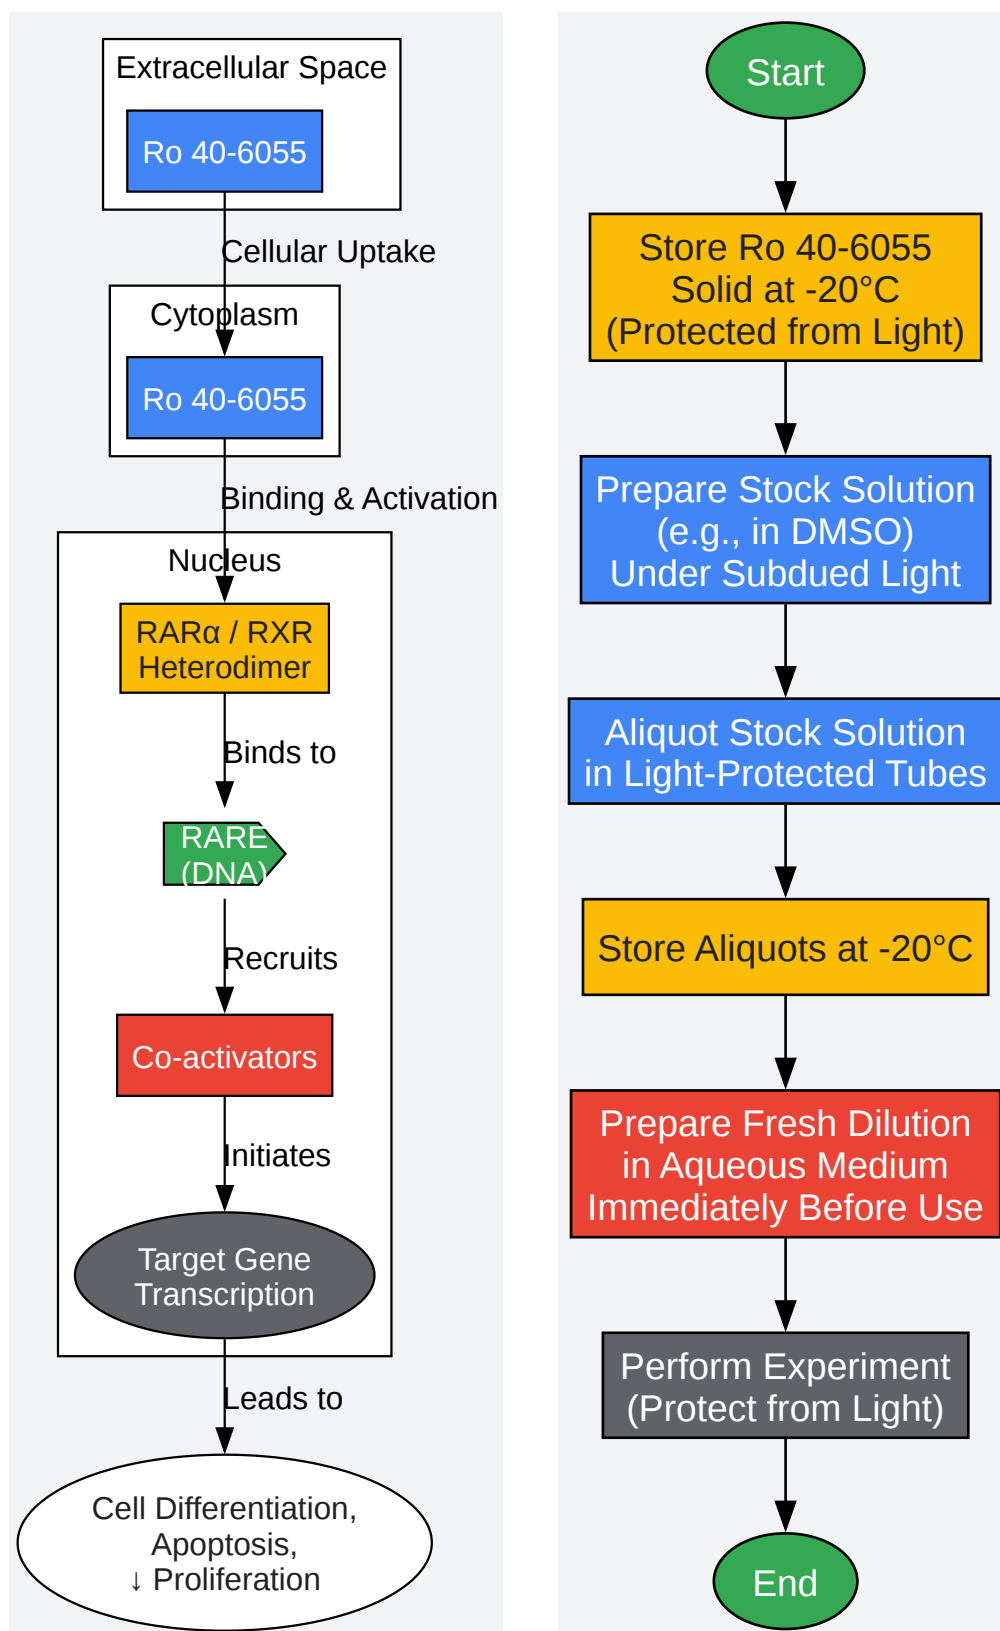 Extracellular Space
Ro 40-6055
Cellular Uptake
Cytoplasm
Ro 40-6055
Binding & Activation
Nucleus
RARα / RXR
Heterodimer
Binds to
RARE
(DNA)
Recruits
Co-activators
Initiates
Target Gene
Transcription
Leads to
Cell Differentiation,
Apoptosis,
↓ Proliferation
Start
Store Ro 40-6055
Solid at -20°C
(Protected from Light)
Prepare Stock Solution
(e.g., in DMSO)
Under Subdued Light
Aliquot Stock Solution
in Light-Protected Tubes
Store Aliquots at -20°C
Prepare Fresh Dilution
in Aqueous Medium
Immediately Before Use
Perform Experiment
(Protect from Light)
End